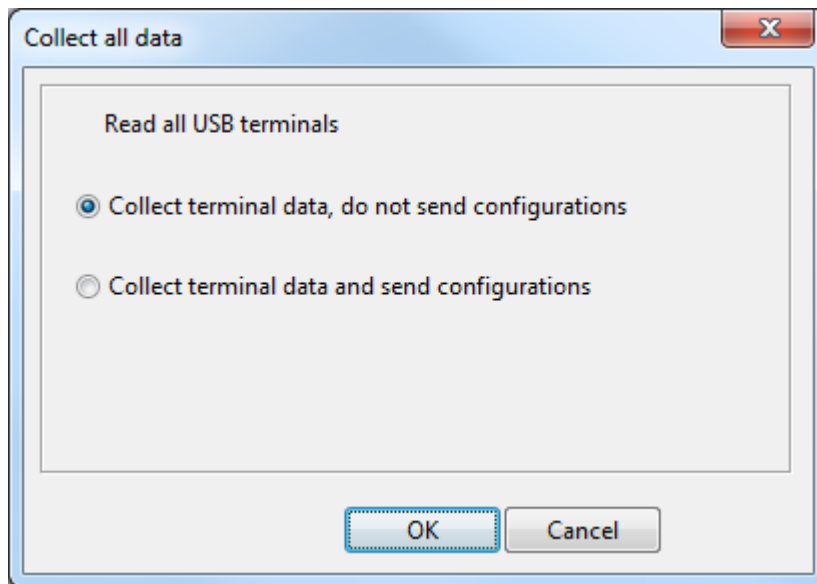 Collect all data
Read all USB terminals
Collect terminal data, do not send configurations
Collect terminal data and send configurations
OK
Cancel